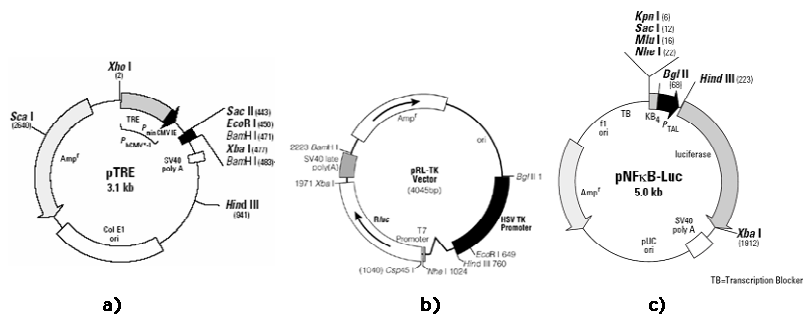 Xho I
(2)
Sca I
(2640)
TRE
P minCMV IE
P hCMV*-1
Sac II (443)
EcoR I (450)
BamH I
(471)
Xba I (477)
BamH I
(483)
SV40
poly A
Amp r
pTRE
3.1 kb
Hind III
(941)
Col E1
ori
a)
Amp r
ori
2223 BamH I
SV40 late
poly(A)
1971 Xba I
pRL-TK
Vector
(4045bp)
Bgl II 1
HSV TK
Promoter
Rluc
T7
Promoter
EcoR I 649
Hind III 760
(1040) Csp45 I
Nhe I 1024
b)
Kpn I (6)
Sac I (12)
Mlu I (16)
Nhe I (22)
Bgl II
(68)
Hind III (223)
f1
ori
TB
KB4
P TAL
luciferase
Amp r
pNFκB-Luc
5.0 kb
SV40
poly A
Xba I
(1912)
pUC
ori
TB=Transcription Blocker
c)